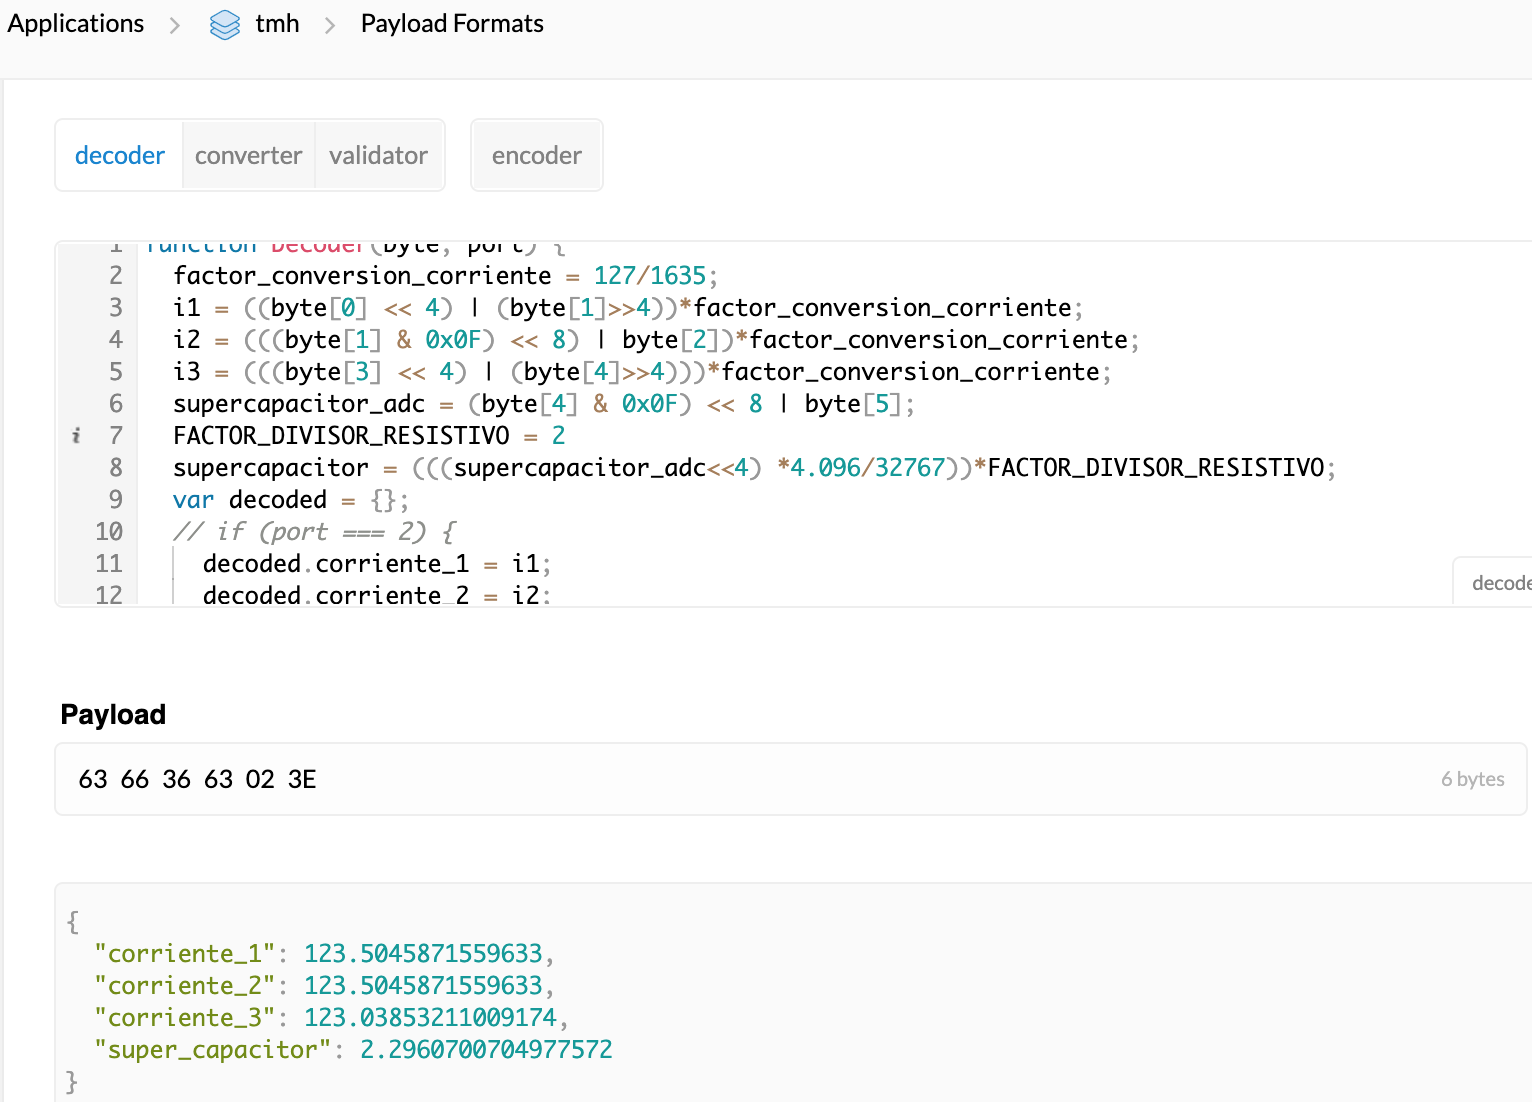 Applications > tmh > Payload Formats
decoder converter validator encoder
1 function Decoder(byte, port) {
2 factor_conversion_corriente = 127/1635;
3 i1 = ((byte[0] << 4) | (byte[1]>>4))*factor_conversion_corriente;
4 i2 = (((byte[1] & 0x0F) << 8) | byte[2])*factor_conversion_corriente;
5 i3 = (((byte[3] << 4) | (byte[4]>>4)))*factor_conversion_corriente;
6 supercapacitor_adc = (byte[4] & 0x0F) << 8 | byte[5];
i 7 FACTOR_DIVISOR_RESISTIVO = 2
8 supercapacitor = (((supercapacitor_adc<<4) *4.096/32767))*FACTOR_DIVISOR_RESISTIVO;
9 var decoded = {};
10 // if (port === 2) {
11 decoded.corriente_1 = i1;
12 decoded.corriente_2 = i2;
decode
Payload
63 66 36 63 02 3E 6 bytes
{
"corriente_1": 123.5045871559633,
"corriente_2": 123.5045871559633,
"corriente_3": 123.03853211009174,
"super_capacitor": 2.2960700704977572
}